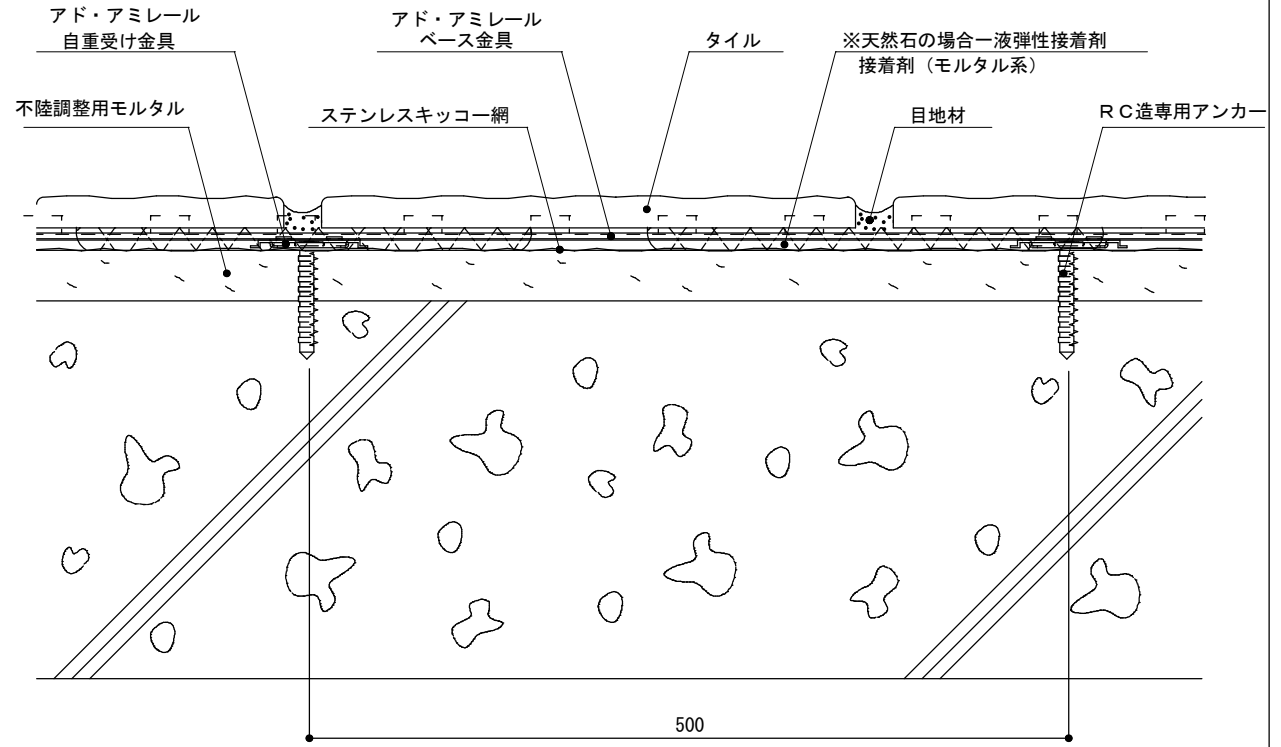 アド・アミレール
自重受け金具
アド・アミレール
ベース金具
タイル
※天然石の場合一液弾性接着剤
接着剤（モルタル系）
不陸調整用モルタル
ステンレスキッコー網
目地材
ＲＣ造専用アンカー
500